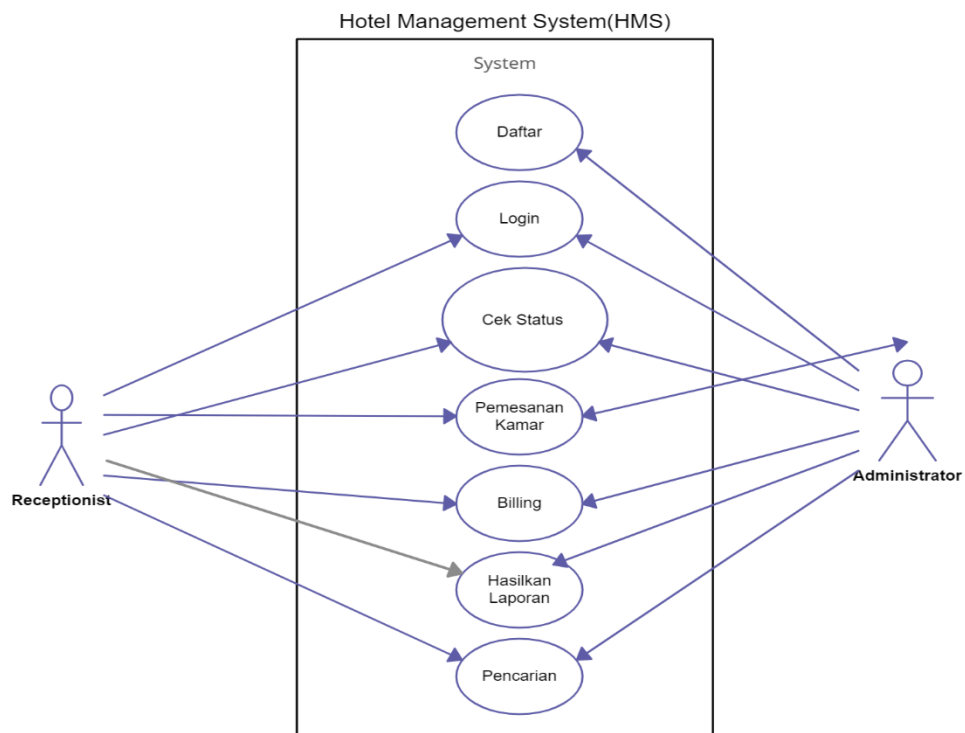 Hotel Management System(HMS)
System
Daftar
Login
Cek Status
Pemesanan
Kamar
Billing
Hasilkan
Laporan
Pencarian
Receptionist
Administrator